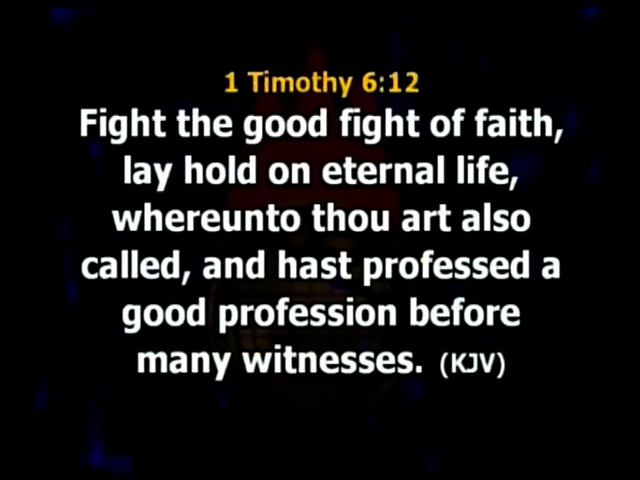 1 Timothy 6:12
Fight the good fight of faith,
lay hold on eternal life,
whereunto thou art also
called, and hast professed a
good profession before
many witnesses. (KJV)